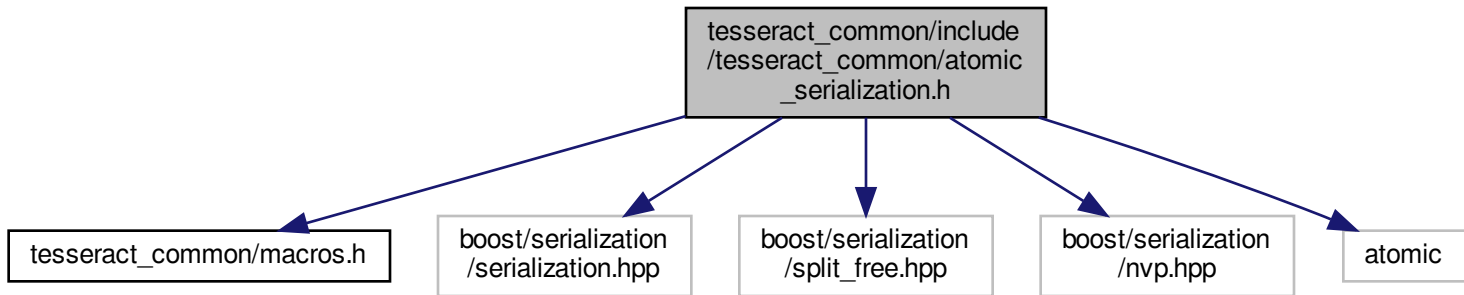 tesseract_common/include
/tesseract_common/atomic
_serialization.h
tesseract_common/macros.h
boost/serialization
/serialization.hpp
boost/serialization
/split_free.hpp
boost/serialization
/nvp.hpp
atomic